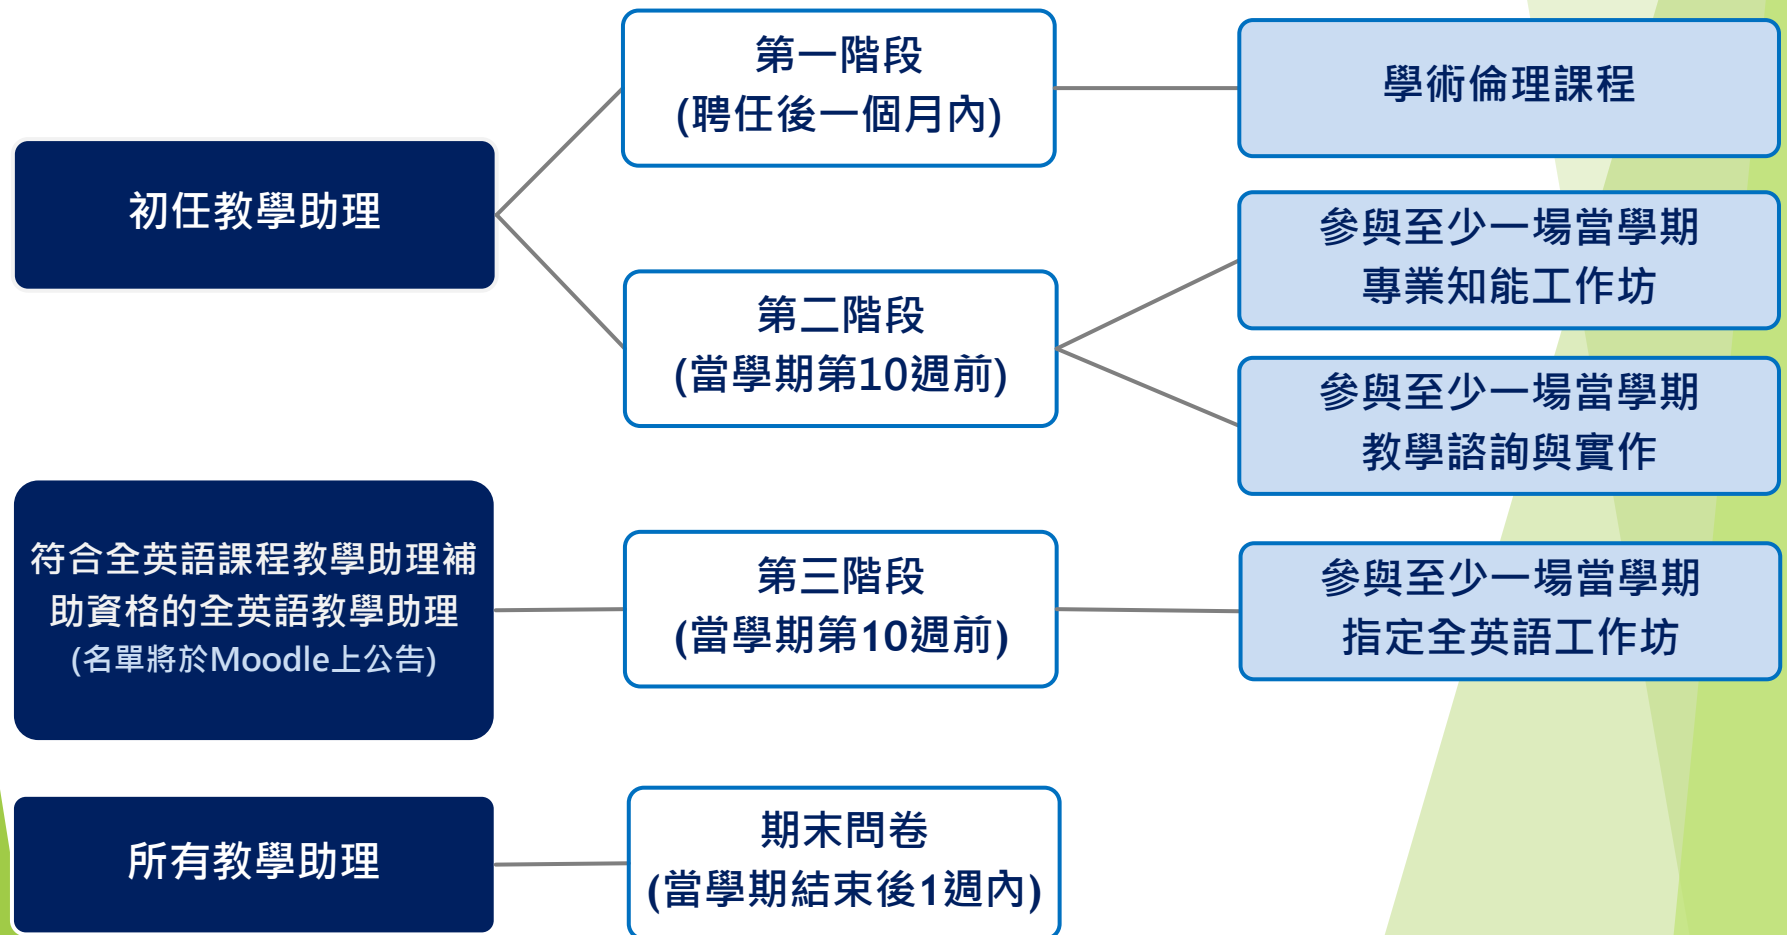 初任教學助理
第一階段
(聘任後一個月內)
學術倫理課程
第二階段
(當學期第10週前)
參與至少一場當學期
專業知能工作坊
參與至少一場當學期
教學諮詢與實作
符合全英語課程教學助理補
助資格的全英語教學助理
(名單將於Moodle上公告)
第三階段
(當學期第10週前)
參與至少一場當學期
指定全英語工作坊
所有教學助理
期末問卷
(當學期結束後1週內)